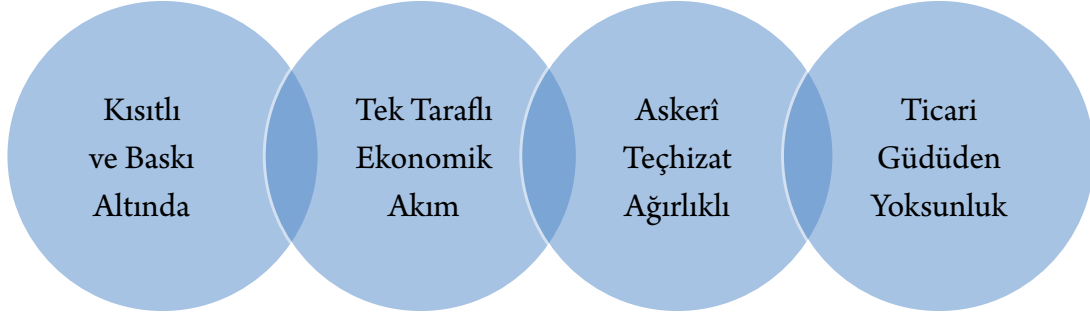 Kısıtlı
ve Baskı
Altında
Tek Taraflı
Ekonomik
Akım
Askerî
Teçhizat
Ağırlıklı
Ticari
Güdüden
Yoksunluk